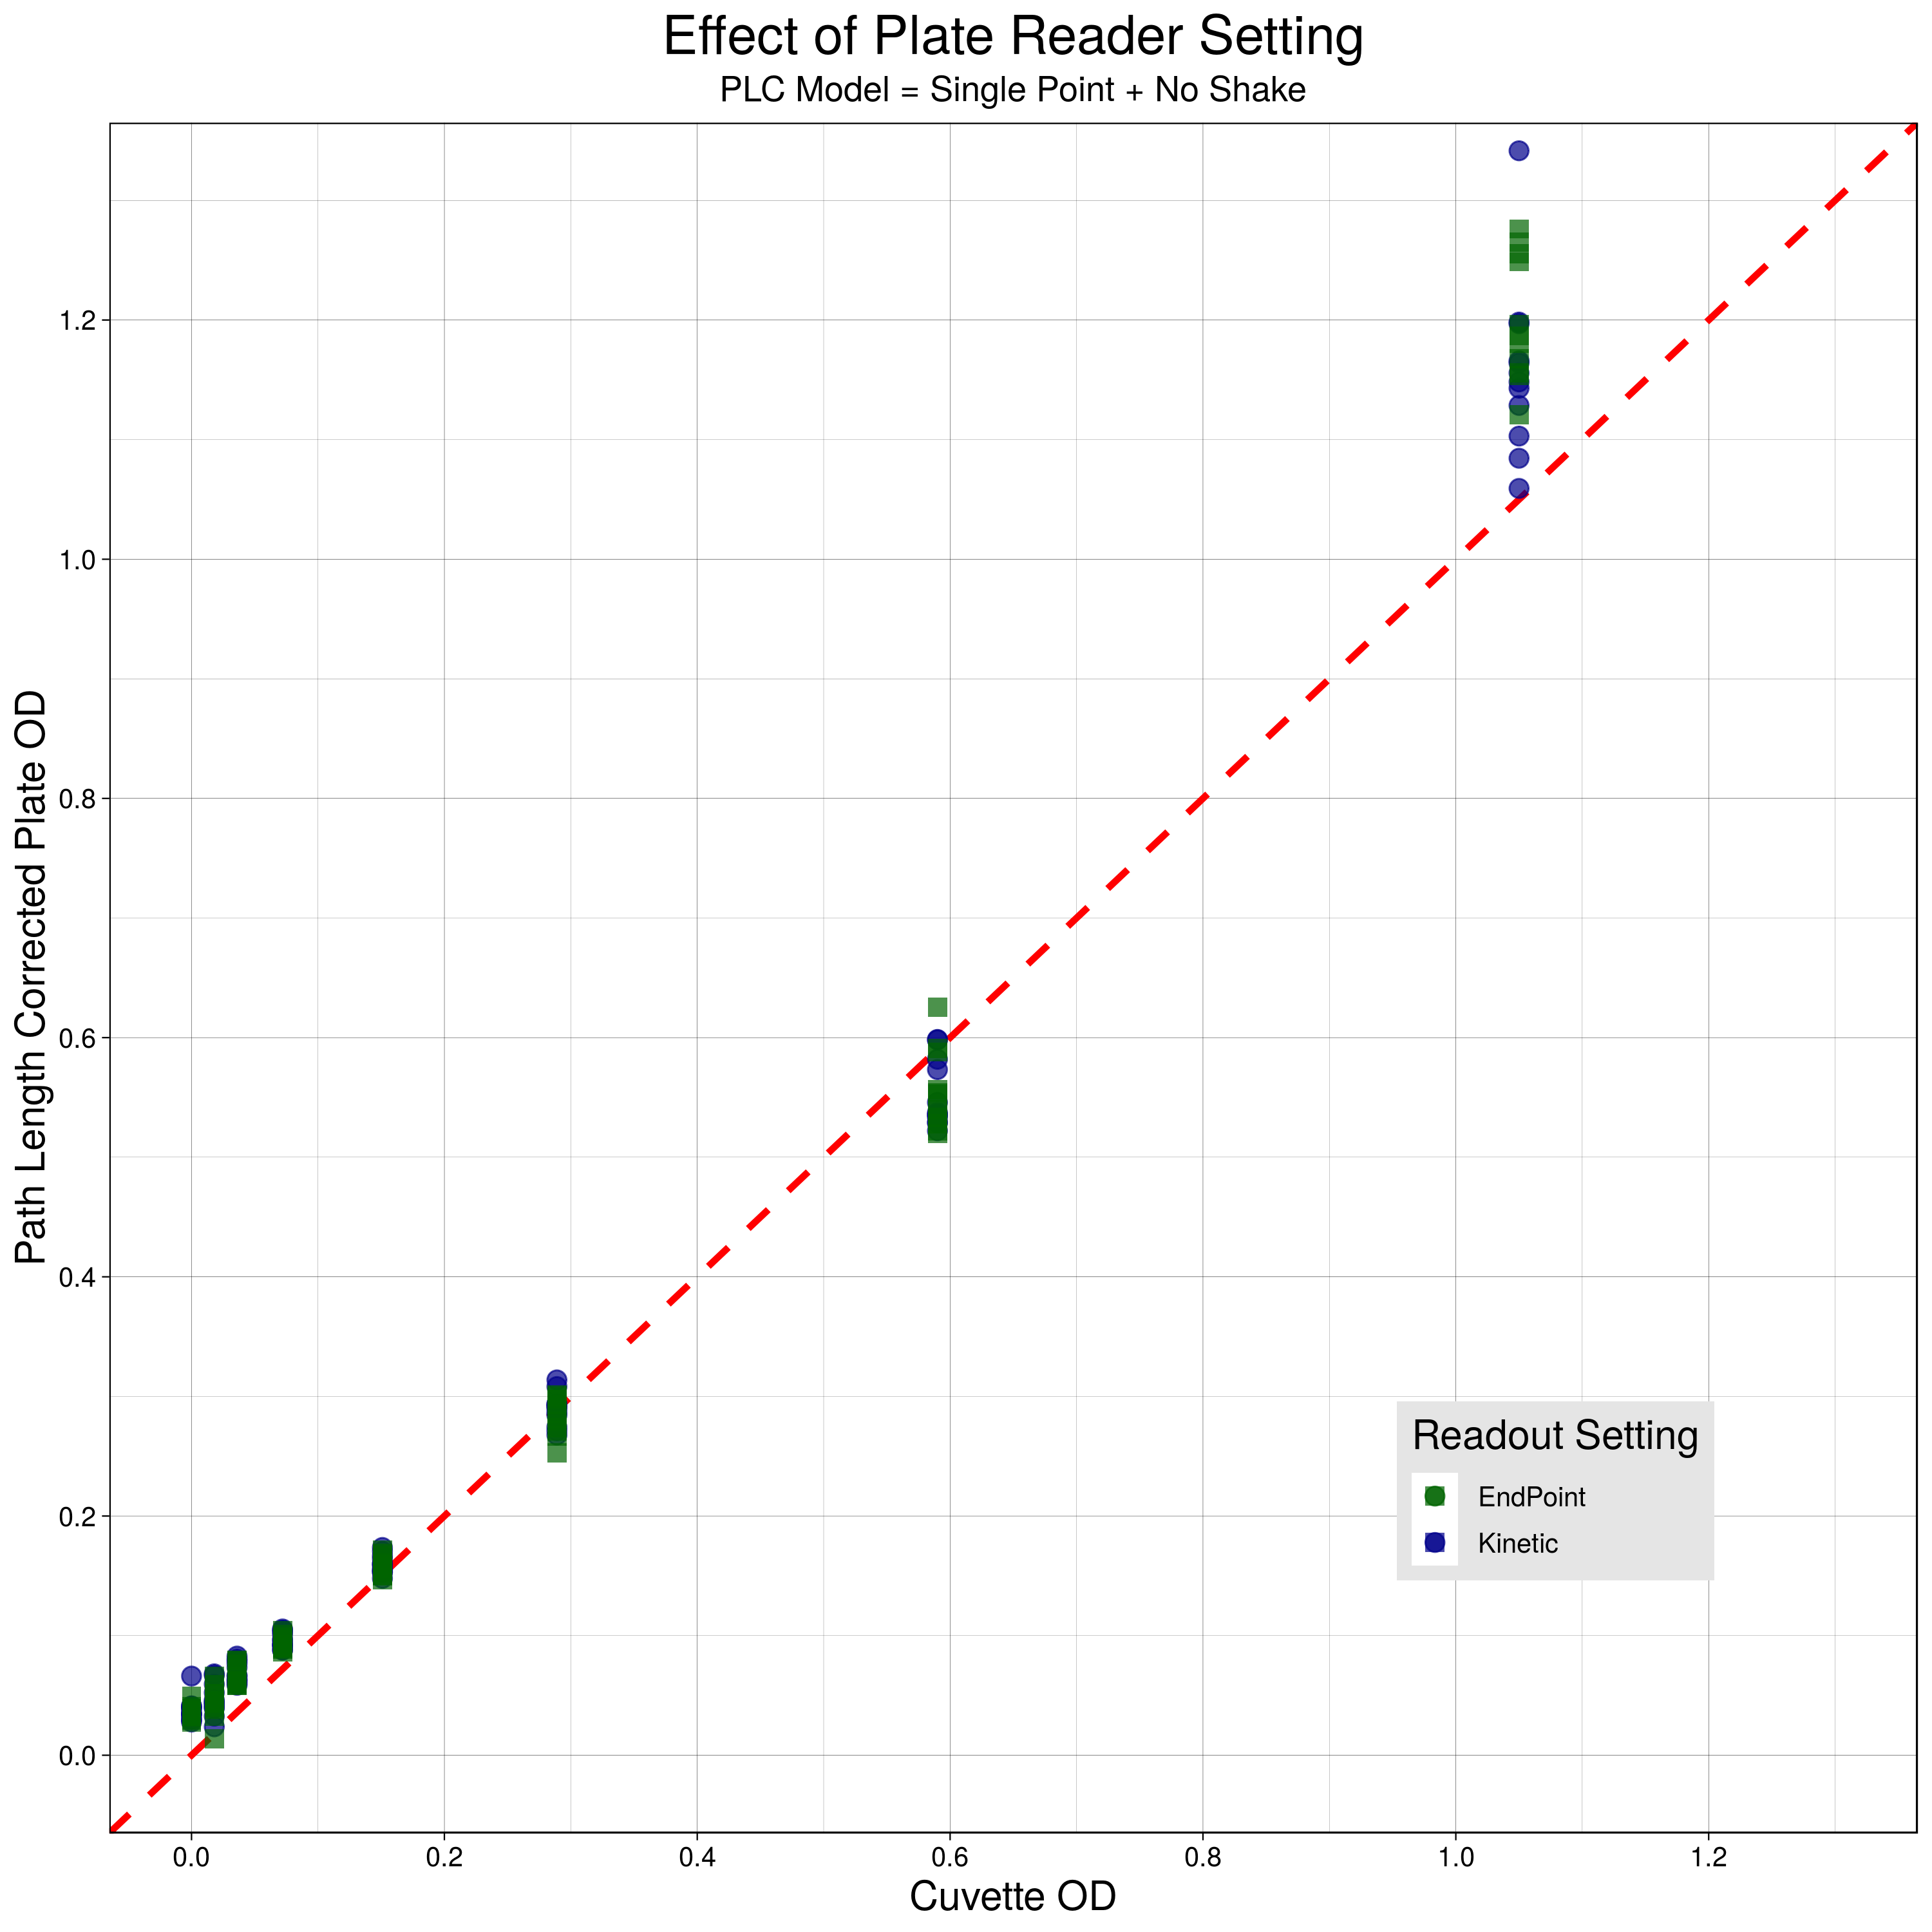 Effect of Plate Reader Setting
PLC Model = Single Point + No Shake
Path Length Corrected Plate OD
1.2
1.0
0.8
0.6
0.4
0.2
0.0
Readout Setting
EndPoint
Kinetic
0.0 0.2 0.4 0.6 0.8 1.0 1.2
Cuvette OD